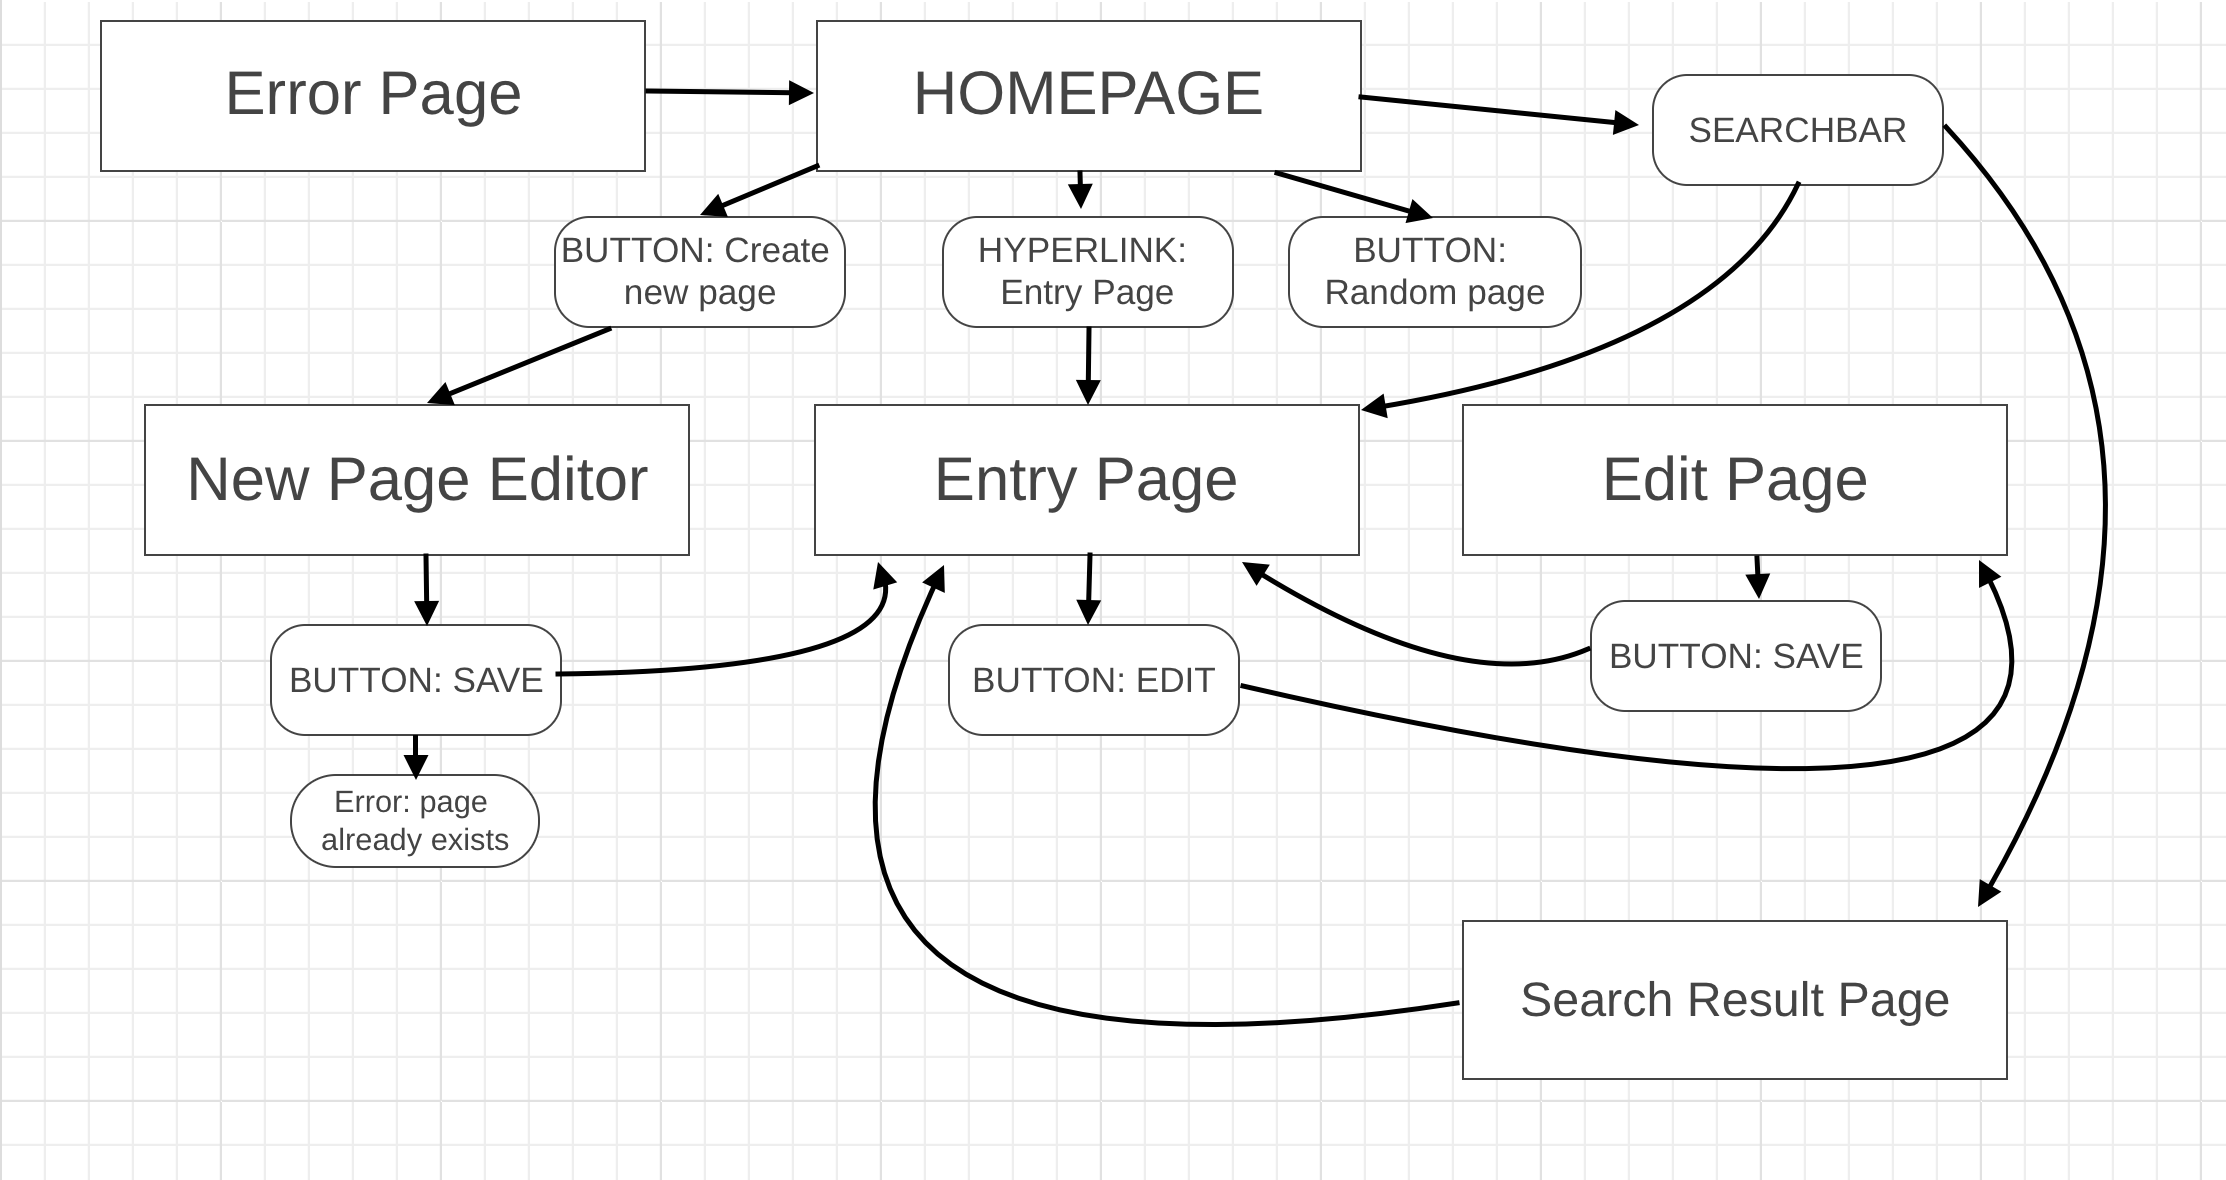 Error Page
HOMEPAGE
SEARCHBAR
BUTTON: Create
new page
HYPERLINK:
Entry Page
BUTTON:
Random page
New Page Editor
Entry Page
Edit Page
BUTTON: SAVE
BUTTON: EDIT
BUTTON: SAVE
Error: page
already exists
Search Result Page